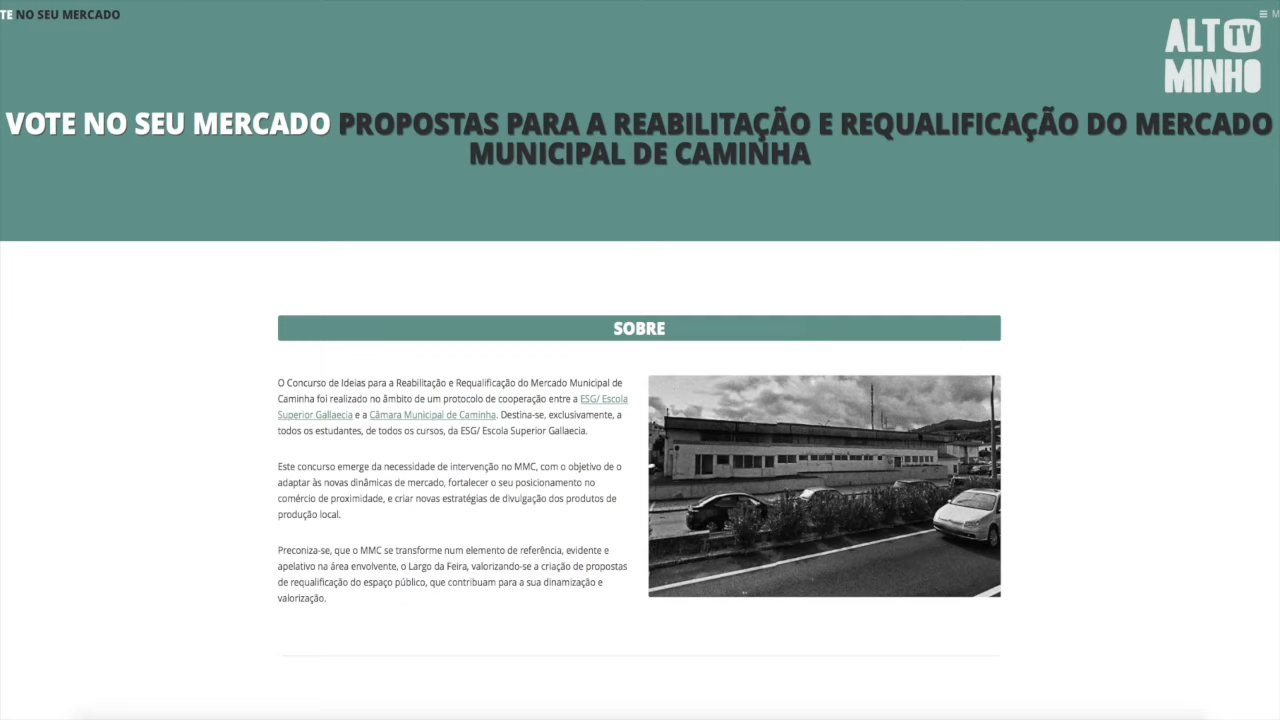 TE NO SEU MERCADO
☰ M
ALT TV
MINHO
VOTE NO SEU MERCADO PROPOSTAS PARA A REABILITAÇÃO E REQUALIFICAÇÃO DO MERCADO
MUNICIPAL DE CAMINHA
SOBRE
O Concurso de Ideias para a Reabilitação e Requalificação do Mercado Municipal de
Caminha foi realizado no âmbito de um protocolo de cooperação entre a ESG/ Escola
Superior Gallaecia e a Câmara Municipal de Caminha. Destina-se, exclusivamente, a
todos os estudantes, de todos os cursos, da ESG/ Escola Superior Gallaecia.
Este concurso emerge da necessidade de intervenção no MMC, com o objetivo de o
adaptar às novas dinâmicas de mercado, fortalecer o seu posicionamento no
comércio de proximidade, e criar novas estratégias de divulgação dos produtos de
produção local.
Preconiza-se, que o MMC se transforme num elemento de referência, evidente e
apelativo na área envolvente, o Largo da Feira, valorizando-se a criação de propostas
de requalificação do espaço público, que contribuam para a sua dinamização e
valorização.